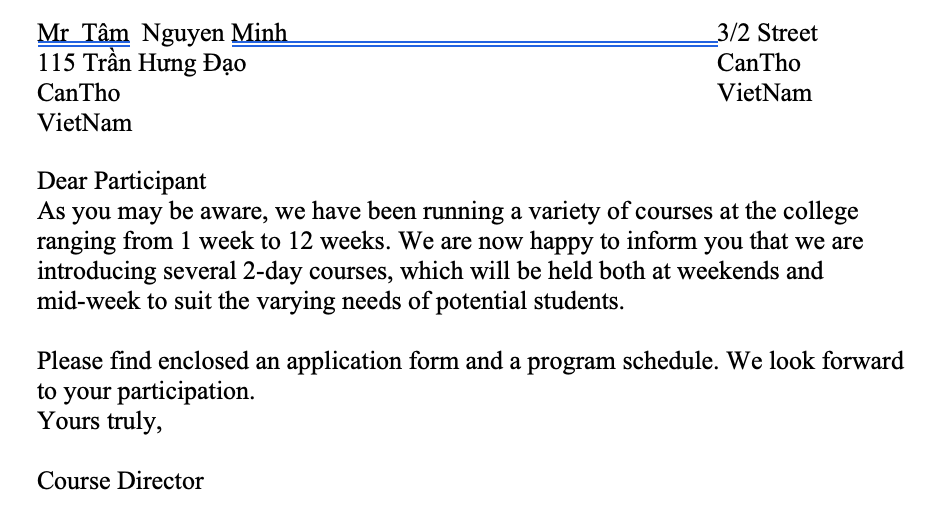 Mr Tâm Nguyen Minh 3/2 Street
115 Trần Hưng Đạo CanTho
CanTho VietNam
VietNam
Dear Participant
As you may be aware, we have been running a variety of courses at the college
ranging from 1 week to 12 weeks. We are now happy to inform you that we are
introducing several 2-day courses, which will be held both at weekends and
mid-week to suit the varying needs of potential students.
Please find enclosed an application form and a program schedule. We look forward
to your participation.
Yours truly,
Course Director